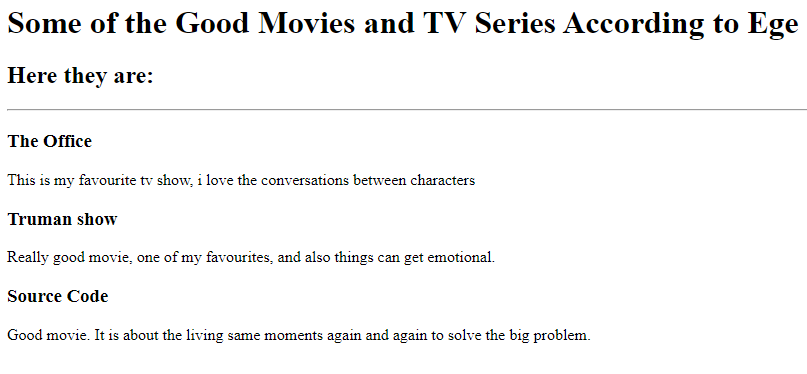 Some of the Good Movies and TV Series According to Ege
Here they are:
The Office
This is my favourite tv show, i love the conversations between characters
Truman show
Really good movie, one of my favourites, and also things can get emotional.
Source Code
Good movie. It is about the living same moments again and again to solve the big problem.